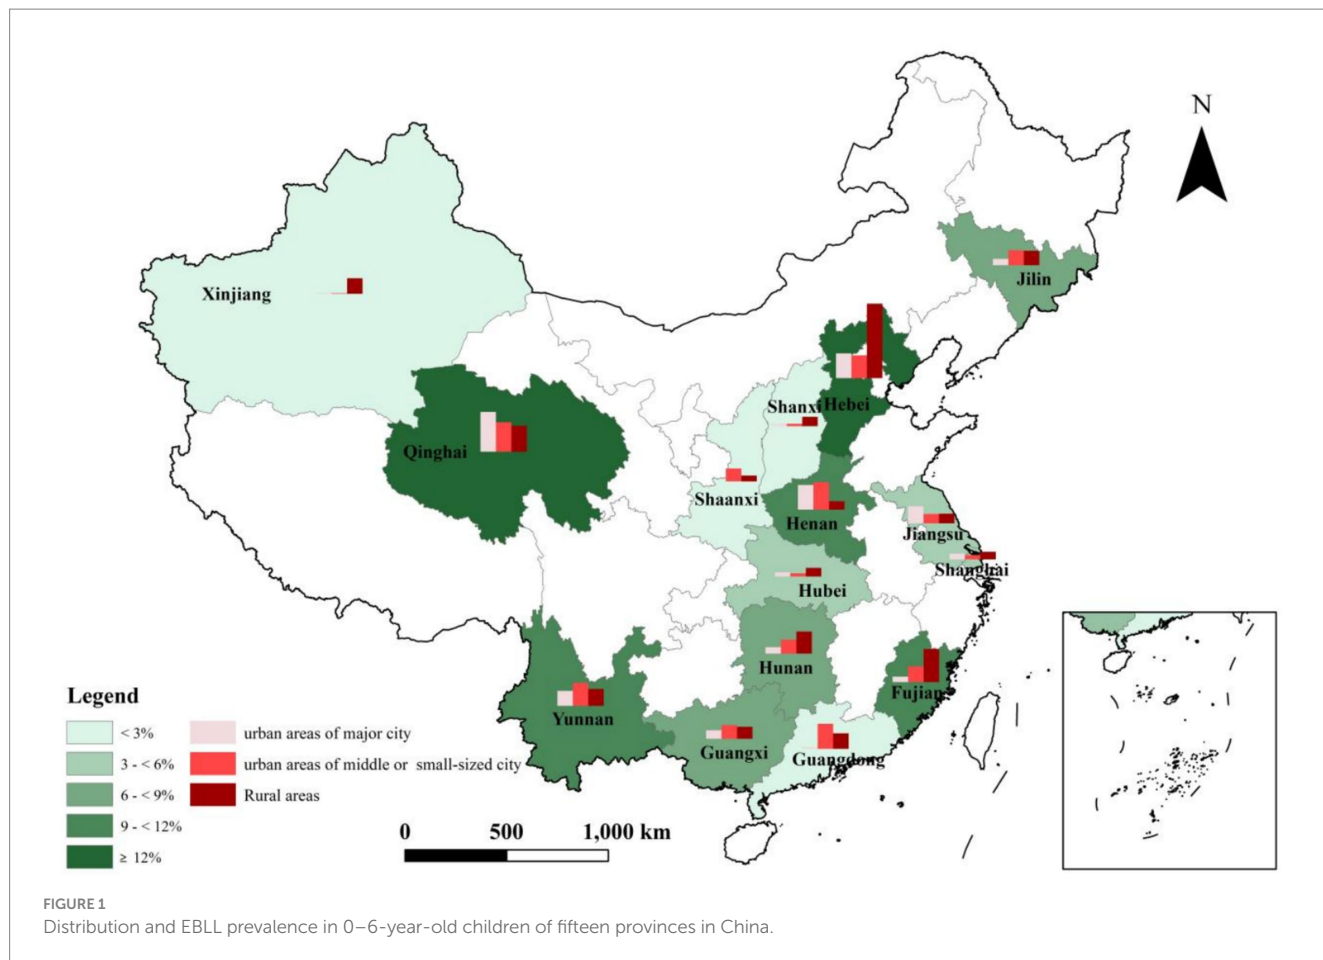 N
Xinjiang
Jilin
Shanxi
Hebei
Qinghai
Shaanxi
Henan
Jiangsu
Shanghai
Hubei
Hunan
Fujian
Yunnan
Guangxi
Guangdong
Legend
< 3%
3 - < 6%
6 - < 9%
9 - < 12%
≥ 12%
urban areas of major city
urban areas of middle or small-sized city
Rural areas
0 500 1,000 km
FIGURE 1
Distribution and EBLL prevalence in 0–6-year-old children of fifteen provinces in China.